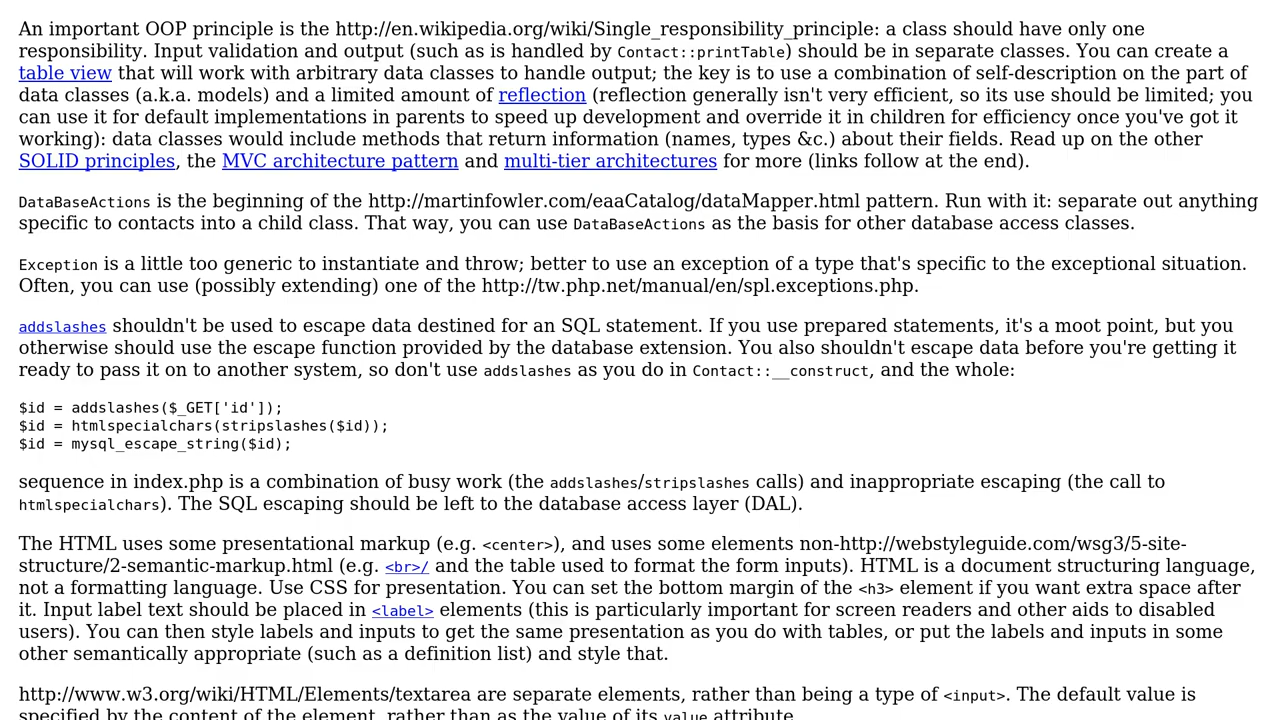 An important OOP principle is the http://en.wikipedia.org/wiki/Single_responsibility_principle: a class should have only one
responsibility. Input validation and output (such as is handled by Contact::printTable) should be in separate classes. You can create a
table view that will work with arbitrary data classes to handle output; the key is to use a combination of self-description on the part of
data classes (a.k.a. models) and a limited amount of reflection (reflection generally isn't very efficient, so its use should be limited; you
can use it for default implementations in parents to speed up development and override it in children for efficiency once you've got it
working): data classes would include methods that return information (names, types &c.) about their fields. Read up on the other
SOLID principles, the MVC architecture pattern and multi-tier architectures for more (links follow at the end).
DataBaseActions is the beginning of the http://martinfowler.com/eaaCatalog/dataMapper.html pattern. Run with it: separate out anything
specific to contacts into a child class. That way, you can use DataBaseActions as the basis for other database access classes.
Exception is a little too generic to instantiate and throw; better to use an exception of a type that's specific to the exceptional situation.
Often, you can use (possibly extending) one of the http://tw.php.net/manual/en/spl.exceptions.php.
addslashes shouldn't be used to escape data destined for an SQL statement. If you use prepared statements, it's a moot point, but you
otherwise should use the escape function provided by the database extension. You also shouldn't escape data before you're getting it
ready to pass it on to another system, so don't use addslashes as you do in Contact::__construct, and the whole:
$id = addslashes($_GET['id']);
$id = htmlspecialchars(stripslashes($id));
$id = mysql_escape_string($id);
sequence in index.php is a combination of busy work (the addslashes/stripslashes calls) and inappropriate escaping (the call to
htmlspecialchars). The SQL escaping should be left to the database access layer (DAL).
The HTML uses some presentational markup (e.g. <center>), and uses some elements non-http://webstyleguide.com/wsg3/5-site-
structure/2-semantic-markup.html (e.g. <br>/ and the table used to format the form inputs). HTML is a document structuring language,
not a formatting language. Use CSS for presentation. You can set the bottom margin of the <h3> element if you want extra space after
it. Input label text should be placed in <label> elements (this is particularly important for screen readers and other aids to disabled
users). You can then style labels and inputs to get the same presentation as you do with tables, or put the labels and inputs in some
other semantically appropriate (such as a definition list) and style that.
http://www.w3.org/wiki/HTML/Elements/textarea are separate elements, rather than being a type of <input>. The default value is
specified by the content of the element, rather than as the value of its value attribute.